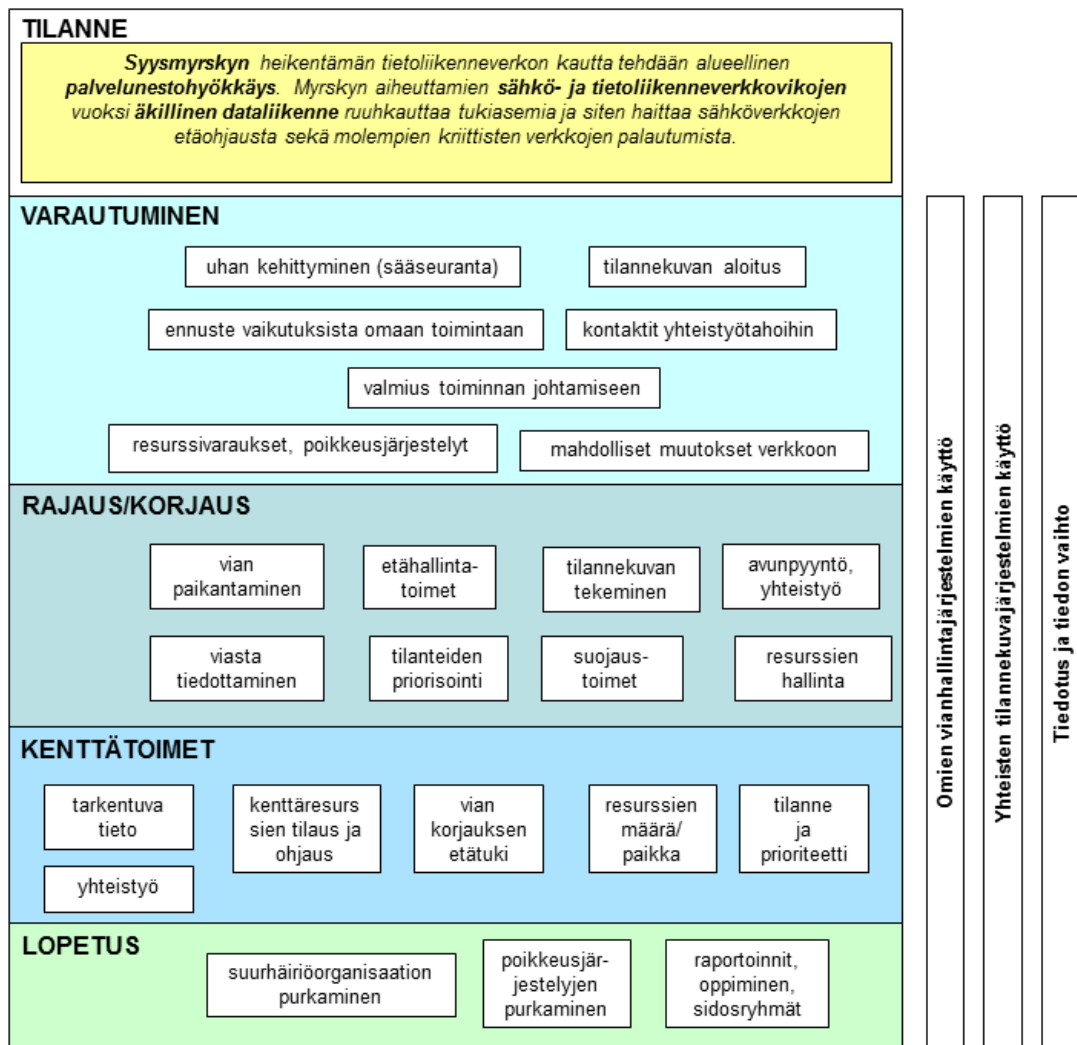 TILANNE
Syysmyrskyn heikentämän tietoliikenneverkon kautta tehdään alueellinen
palvelunestohyökkäys. Myrskyn aiheuttamien sähkö- ja tietoliikenneverkkovikojen
vuoksi äkillinen dataliikenne ruuhkauttaa tukiasemia ja siten haittaa sähköverkkojen
etäohjausta sekä molempien kriittisten verkkojen palautumista.
VARAUTUMINEN
uhan kehittyminen (sääseuranta)
tilannekuvan aloitus
ennuste vaikutuksista omaan toimintaan
kontaktit yhteistyötahoihin
valmius toiminnan johtamiseen
resurssivaraukset, poikkeusjärjestelyt
mahdolliset muutokset verkkoon
RAJAUS/KORJAUS
vian
paikantaminen
etähallinta-
toimet
tilannekuvan
tekeminen
avunpyyntö,
yhteistyö
viasta
tiedottaminen
tilanteiden
priorisointi
suojaus-
toimet
resurssien
hallinta
KENTTÄTOIMET
tarkentuva
tieto
kenttäresurs
sien tilaus ja
ohjaus
vian
korjauksen
etätuki
resurssien
määrä/
paikka
tilanne
ja
prioriteetti
yhteistyö
LOPETUS
suurhäiriöorganisaation
purkaminen
poikkeusjär-
jestelyjen
purkaminen
raportoinnit,
oppiminen,
sidosryhmät
Omien vianhallintajärjestelmien käyttö
Yhteisten tilannekuvajärjestelmien käyttö
Tiedotus ja tiedon vaihto